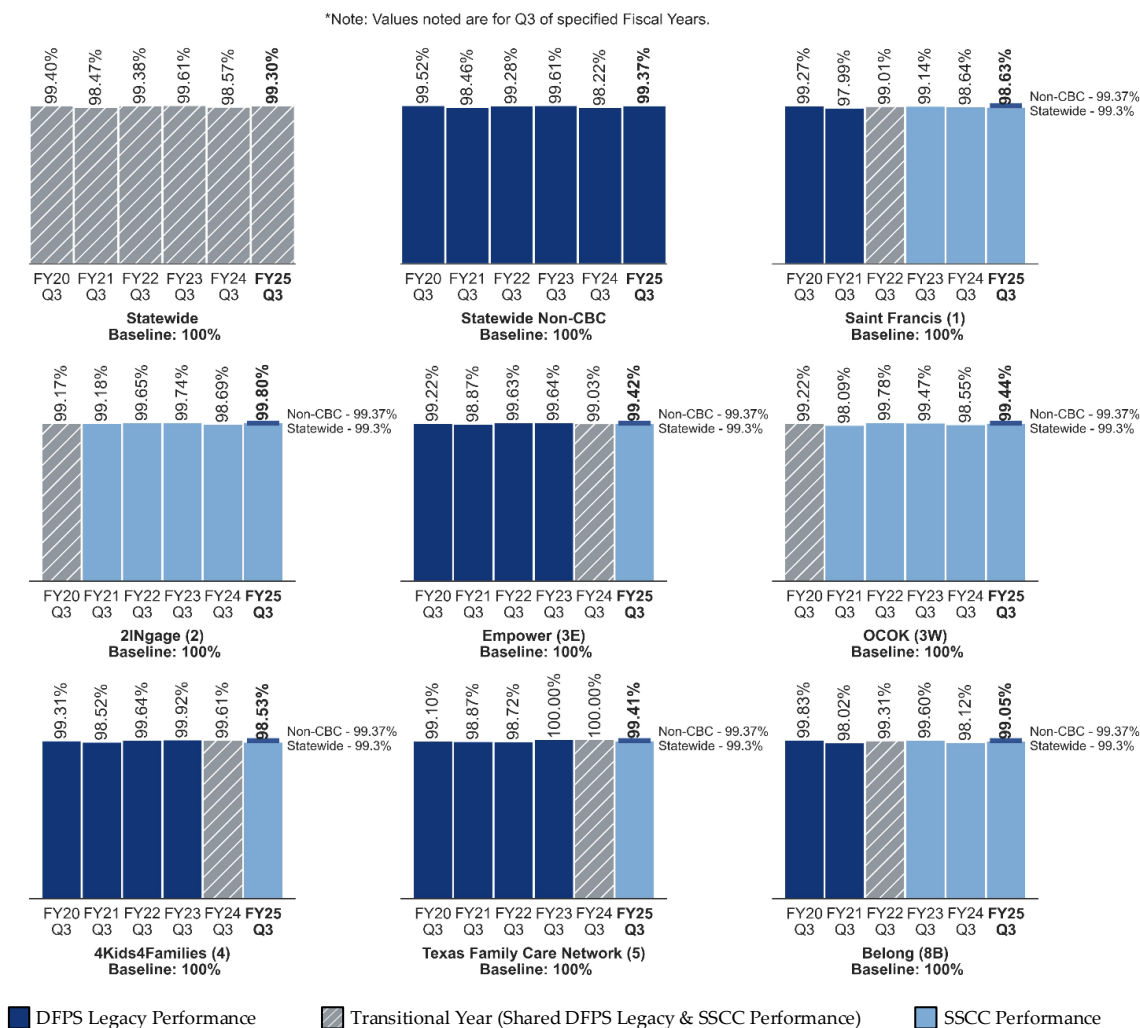 *Note: Values noted are for Q3 of specified Fiscal Years.
99.40% 98.47% 99.38% 99.61% 98.57% 99.30%
FY20 FY21 FY22 FY23 FY24 FY25
Q3 Q3 Q3 Q3 Q3 Q3
Statewide
Baseline: 100%
99.52% 98.46% 99.28% 99.61% 98.22% 99.37%
FY20 FY21 FY22 FY23 FY24 FY25
Q3 Q3 Q3 Q3 Q3 Q3
Statewide Non-CBC
Baseline: 100%
99.27% 97.99% 99.01% 99.14% 98.64% 98.63%
Non-CBC - 99.37%
Statewide - 99.3%
FY20 FY21 FY22 FY23 FY24 FY25
Q3 Q3 Q3 Q3 Q3 Q3
Saint Francis (1)
Baseline: 100%
99.17% 99.18% 99.65% 99.74% 98.69% 99.80%
Non-CBC - 99.37%
Statewide - 99.3%
FY20 FY21 FY22 FY23 FY24 FY25
Q3 Q3 Q3 Q3 Q3 Q3
2INgage (2)
Baseline: 100%
99.22% 98.87% 99.63% 99.64% 99.03% 99.42%
Non-CBC - 99.37%
Statewide - 99.3%
FY20 FY21 FY22 FY23 FY24 FY25
Q3 Q3 Q3 Q3 Q3 Q3
Empower (3E)
Baseline: 100%
99.22% 98.09% 99.78% 99.47% 98.55% 99.44%
Non-CBC - 99.37%
Statewide - 99.3%
FY20 FY21 FY22 FY23 FY24 FY25
Q3 Q3 Q3 Q3 Q3 Q3
OCOK (3W)
Baseline: 100%
99.31% 98.52% 99.64% 99.92% 99.61% 98.53%
Non-CBC - 99.37%
Statewide - 99.3%
FY20 FY21 FY22 FY23 FY24 FY25
Q3 Q3 Q3 Q3 Q3 Q3
4Kids4Families (4)
Baseline: 100%
99.10% 98.87% 98.72% 100.00% 100.00% 99.41%
Non-CBC - 99.37%
Statewide - 99.3%
FY20 FY21 FY22 FY23 FY24 FY25
Q3 Q3 Q3 Q3 Q3 Q3
Texas Family Care Network (5)
Baseline: 100%
99.83% 98.02% 99.31% 99.60% 98.12% 99.05%
Non-CBC - 99.37%
Statewide - 99.3%
FY20 FY21 FY22 FY23 FY24 FY25
Q3 Q3 Q3 Q3 Q3 Q3
Belong (8B)
Baseline: 100%
DFPS Legacy Performance
Transitional Year (Shared DFPS Legacy & SSCC Performance)
SSCC Performance